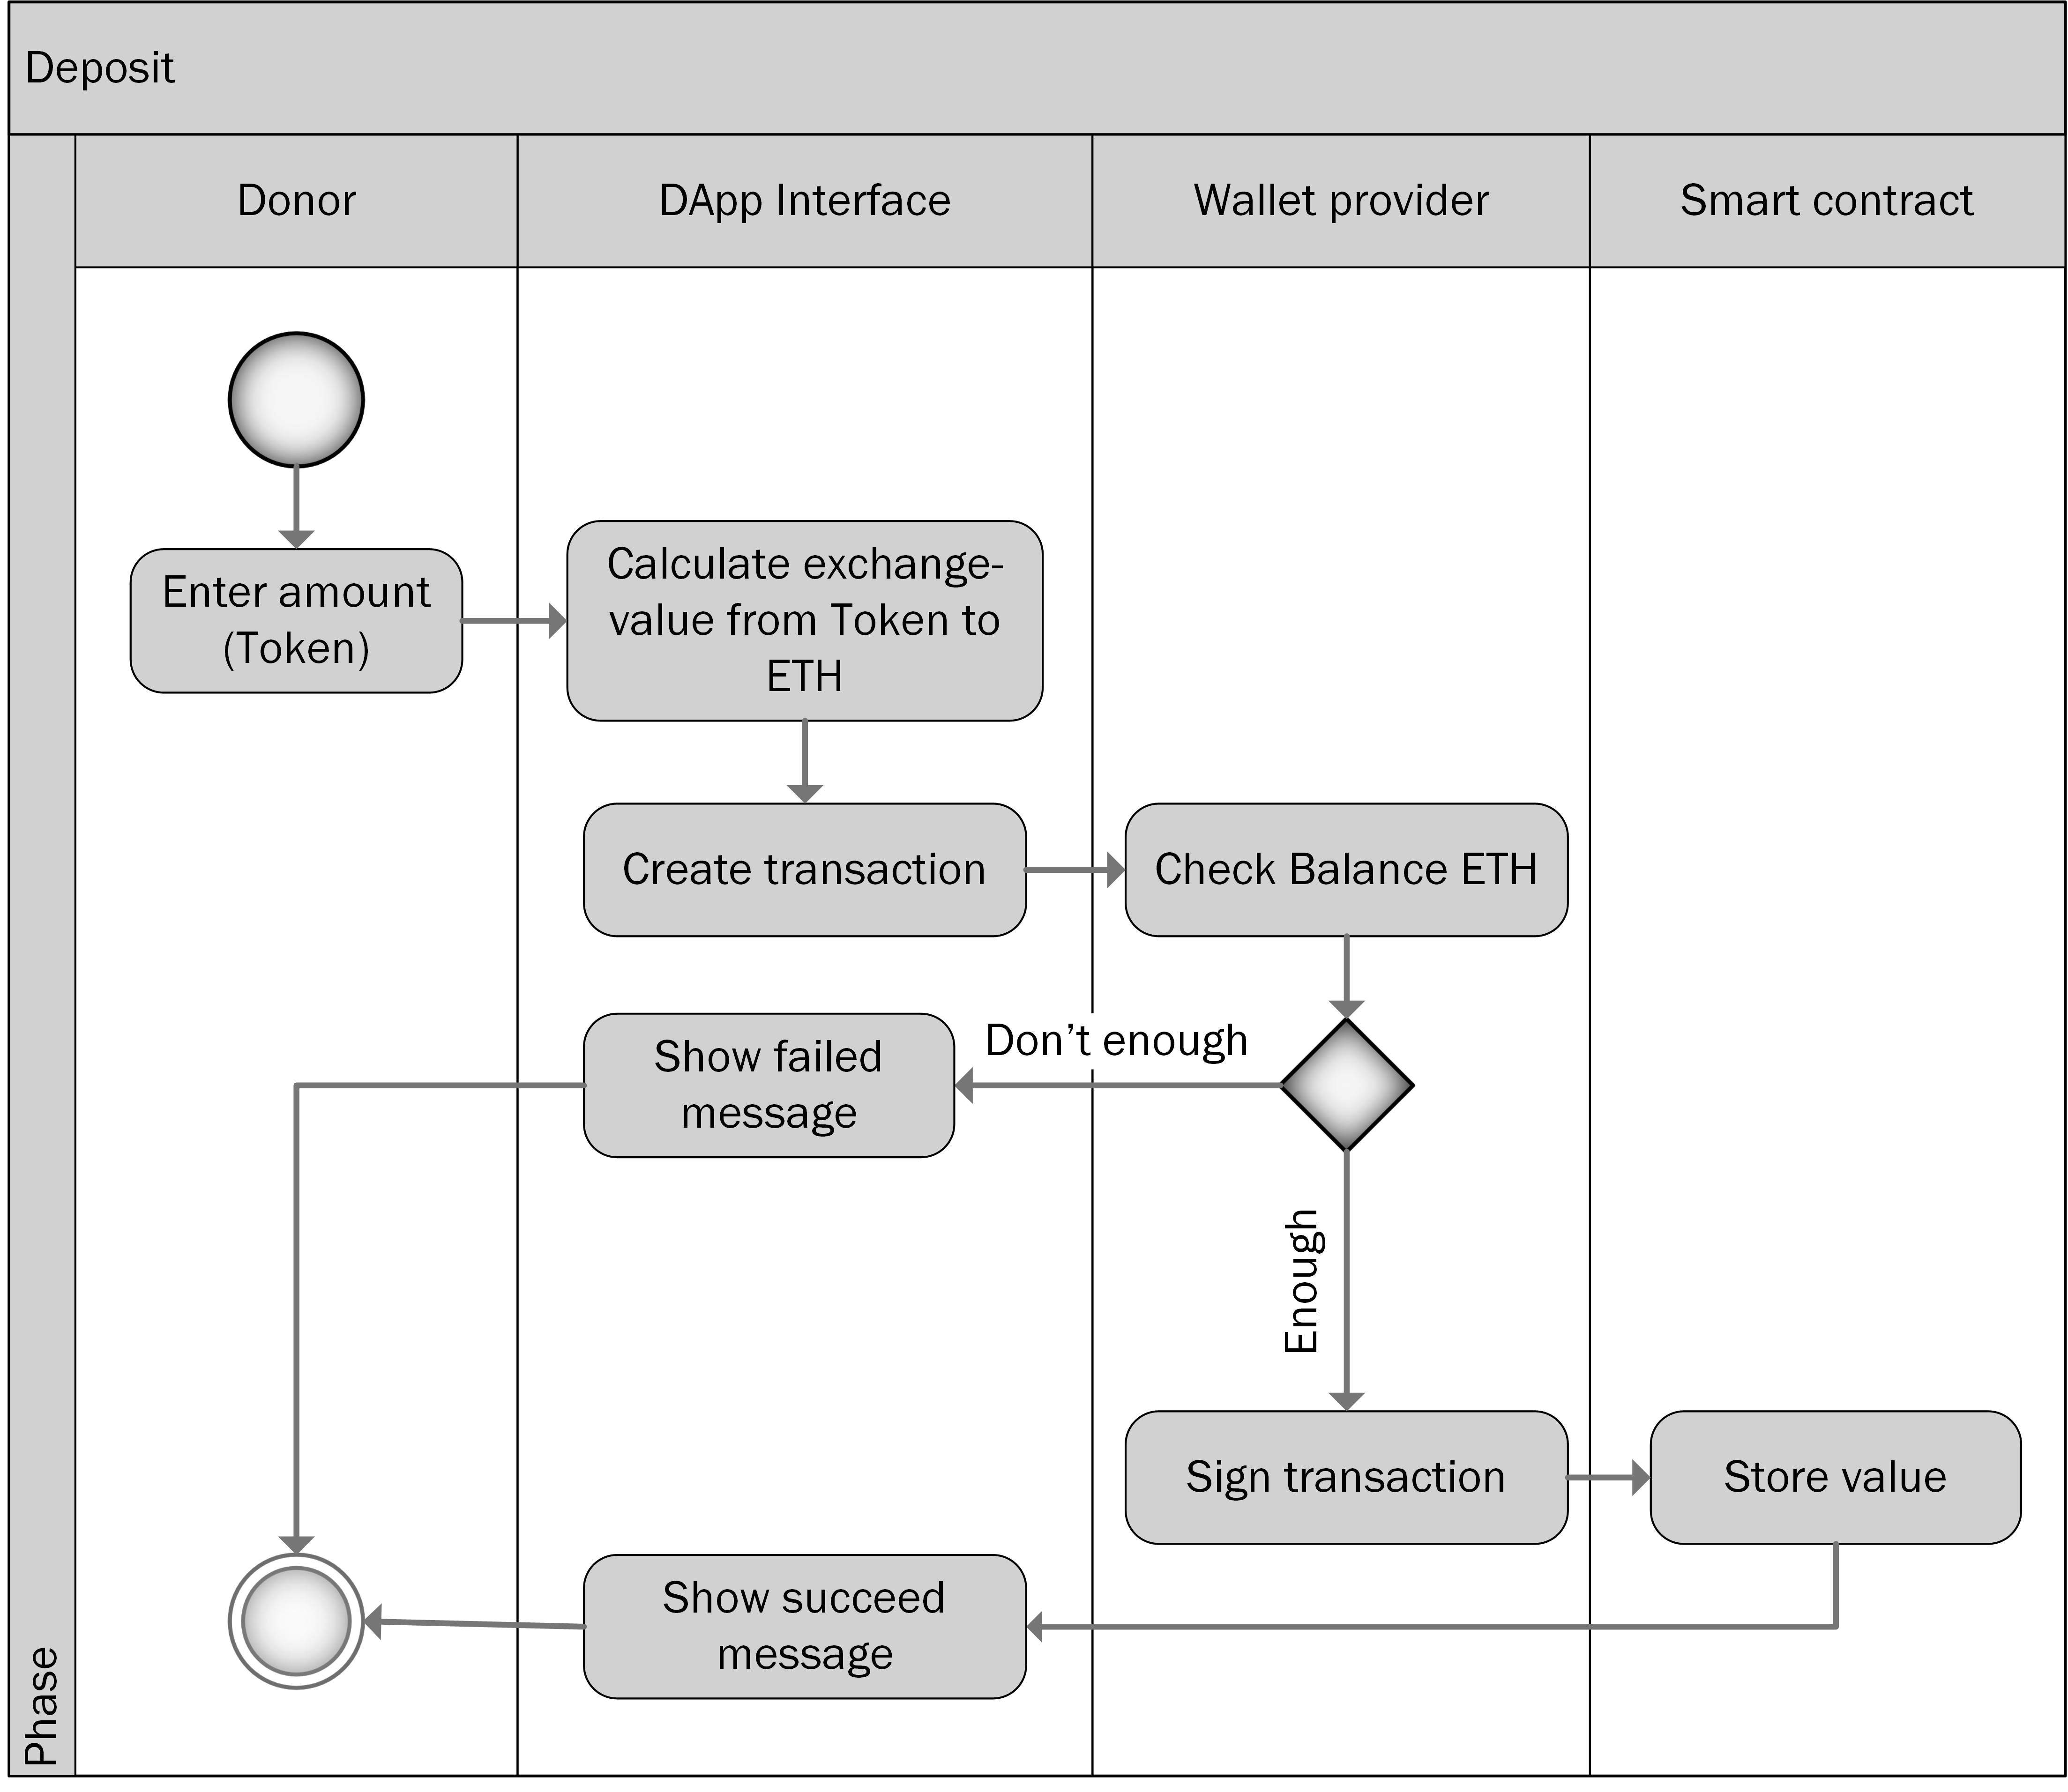 Deposit
Donor
DApp Interface
Wallet provider
Smart contract
Enter amount
(Token)
Calculate exchange-
value from Token to
ETH
Create transaction
Check Balance ETH
Show failed
message
Don't enough
Enough
Sign transaction
Store value
Show succeed
message
Phase